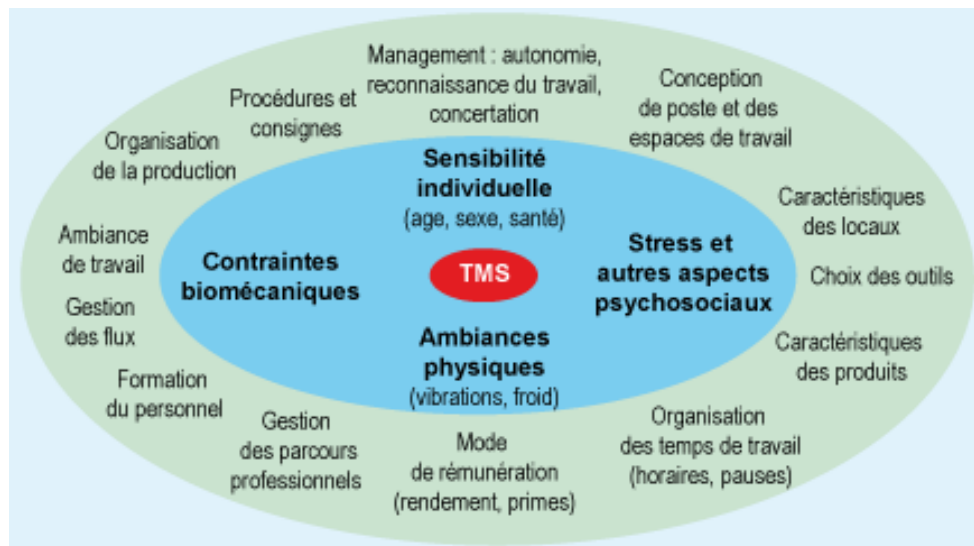 Management : autonomie,
reconnaissance du travail,
concertation
Procédures et
consignes
Conception
de poste et des
espaces de travail
Organisation
de la production
Sensibilité
individuelle
(age, sexe, santé)
Caractéristiques
des locaux
Ambiance
de travail
Contraintes
biomécaniques
TMS
Stress et
autres aspects
psychosociaux
Choix des outils
Gestion
des flux
Ambiances
physiques
(vibrations, froid)
Caractéristiques
des produits
Formation
du personnel
Gestion
des parcours
professionnels
Mode
de rémunération
(rendement, primes)
Organisation
des temps de travail
(horaires, pauses)